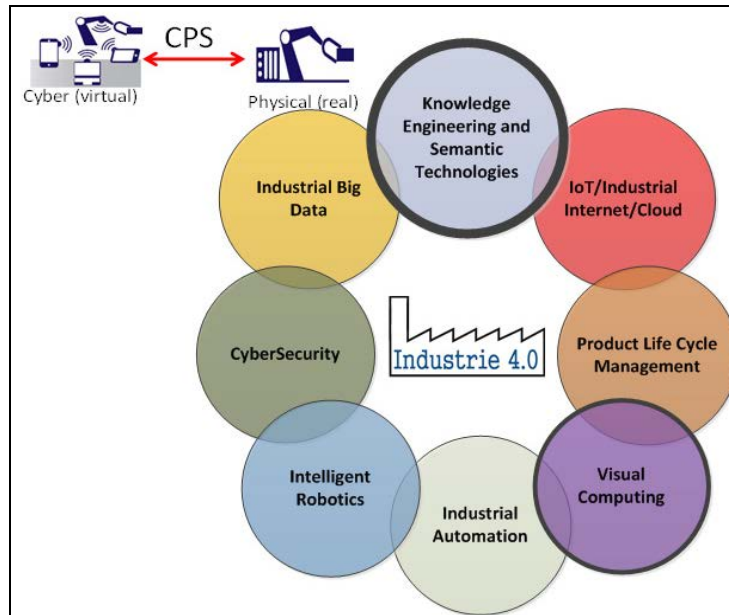 CPS
Cyber (virtual)
Physical (real)
Knowledge
Engineering and
Semantic
Technologies
Industrial Big
Data
IoT/Industrial
Internet/Cloud
CyberSecurity
Industrie 4.0
Product Life Cycle
Management
Intelligent
Robotics
Visual
Computing
Industrial
Automation